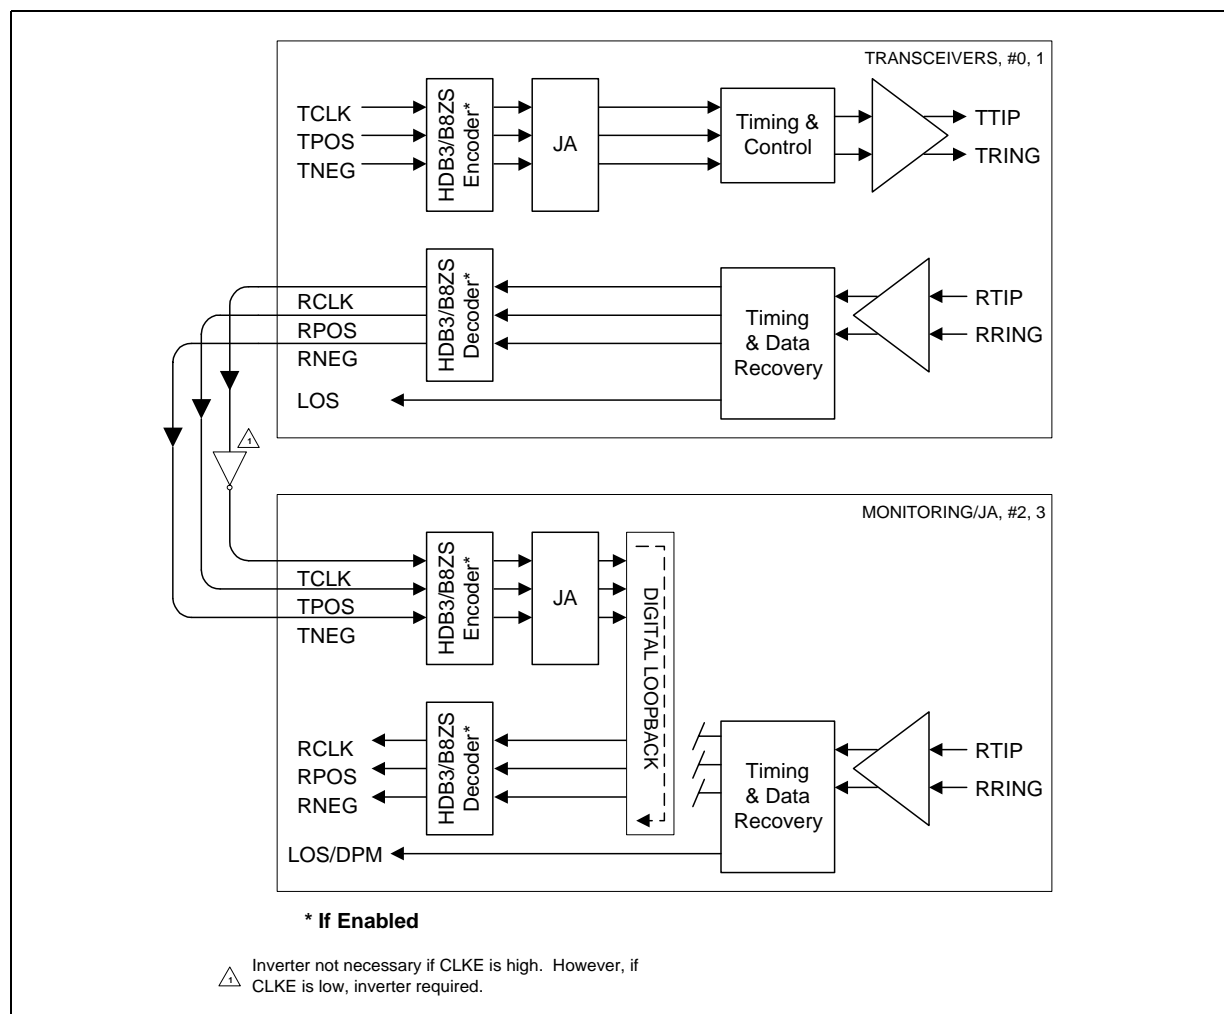 TRANSCEIVERS, #0, 1
TCLK
TPOS
TNEG
HDB3/B8ZS
Encoder*
JA
Timing &
Control
TTIP
TRING
RCLK
RPOS
RNEG
LOS
HDB3/B8ZS
Decoder*
Timing
& Data
Recovery
RTIP
RRING
1
MONITORING/JA, #2, 3
TCLK
TPOS
TNEG
HDB3/B8ZS
Encoder*
JA
DIGITAL LOOPBACK
RCLK
RPOS
RNEG
LOS/DPM
HDB3/B8ZS
Decoder*
Timing
& Data
Recovery
RTIP
RRING
* If Enabled
1
Inverter not necessary if CLKE is high. However, if
CLKE is low, inverter required.